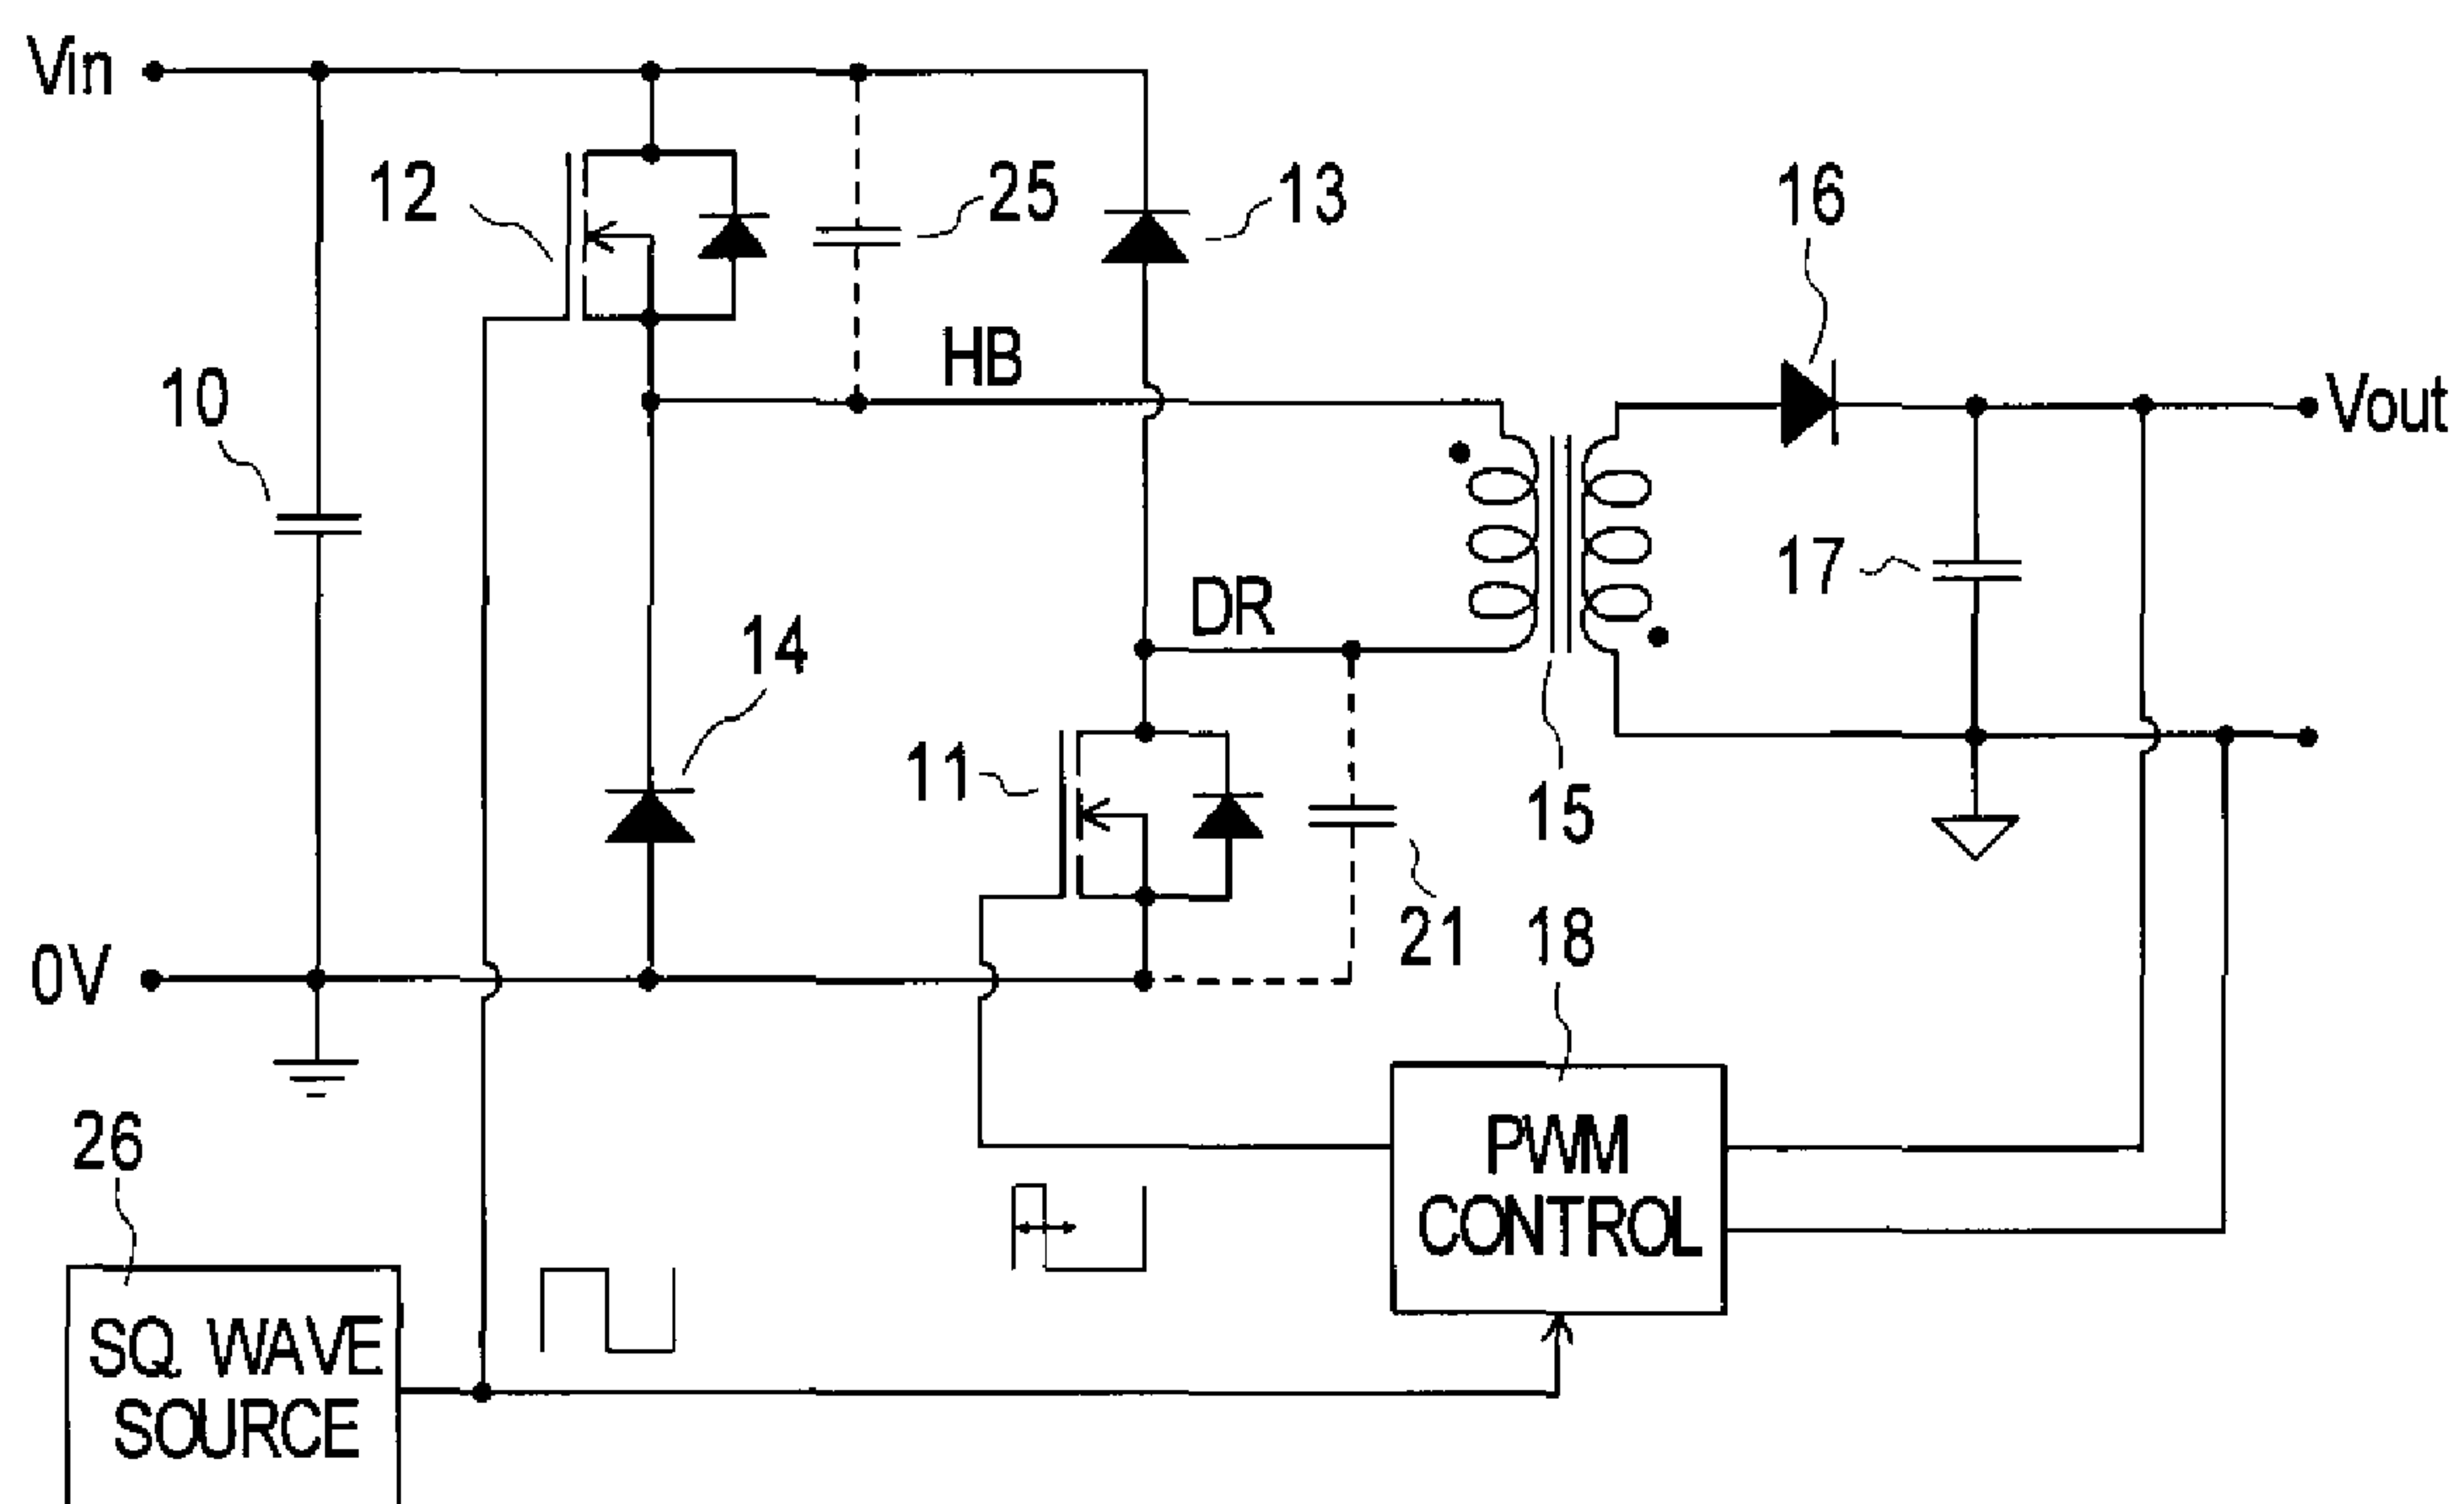 Vin
12
25
13
16
HB
10
Vout
14
DR
17
11
15
21
18
0V
26
PWM
CONTROL
SQ WAVE
SOURCE